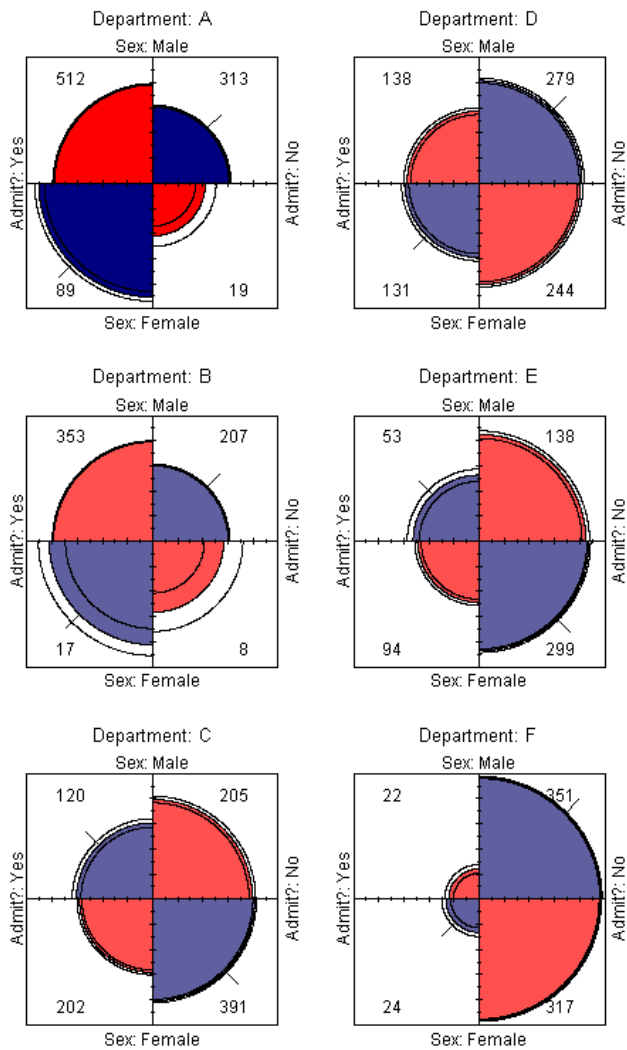 Department: A
Sex: Male
512 313
Admit?: Yes
Admit?: No
89 19
Sex: Female
Department: D
Sex: Male
138 279
Admit?: Yes
Admit?: No
131 244
Sex: Female
Department: B
Sex: Male
353 207
Admit?: Yes
Admit?: No
17 8
Sex: Female
Department: E
Sex: Male
53 138
Admit?: Yes
Admit?: No
94 299
Sex: Female
Department: C
Sex: Male
120 205
Admit?: Yes
Admit?: No
202 391
Sex: Female
Department: F
Sex: Male
22 351
Admit?: Yes
Admit?: No
24 317
Sex: Female